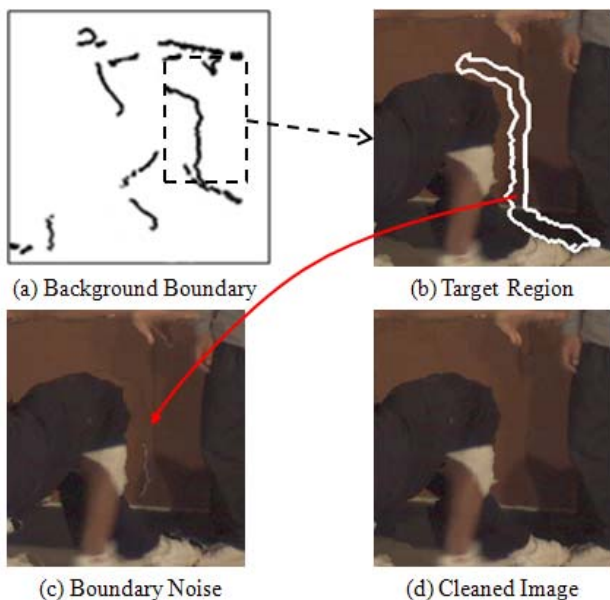 (a) Background Boundary
(b) Target Region
(c) Boundary Noise
(d) Cleaned Image